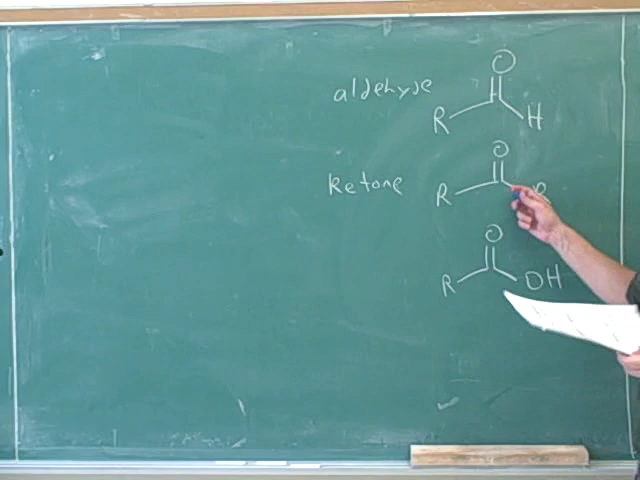 O
aldehyde
R H
O
ketone R R
O
R OH